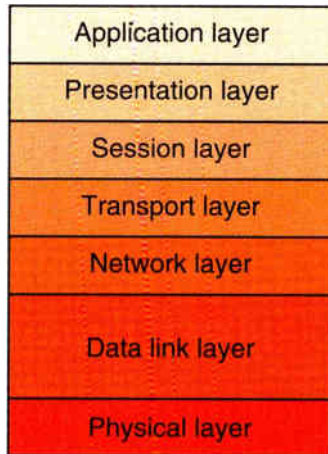 Application layer
Presentation layer
Session layer
Transport layer
Network layer
Data link layer
Physical layer